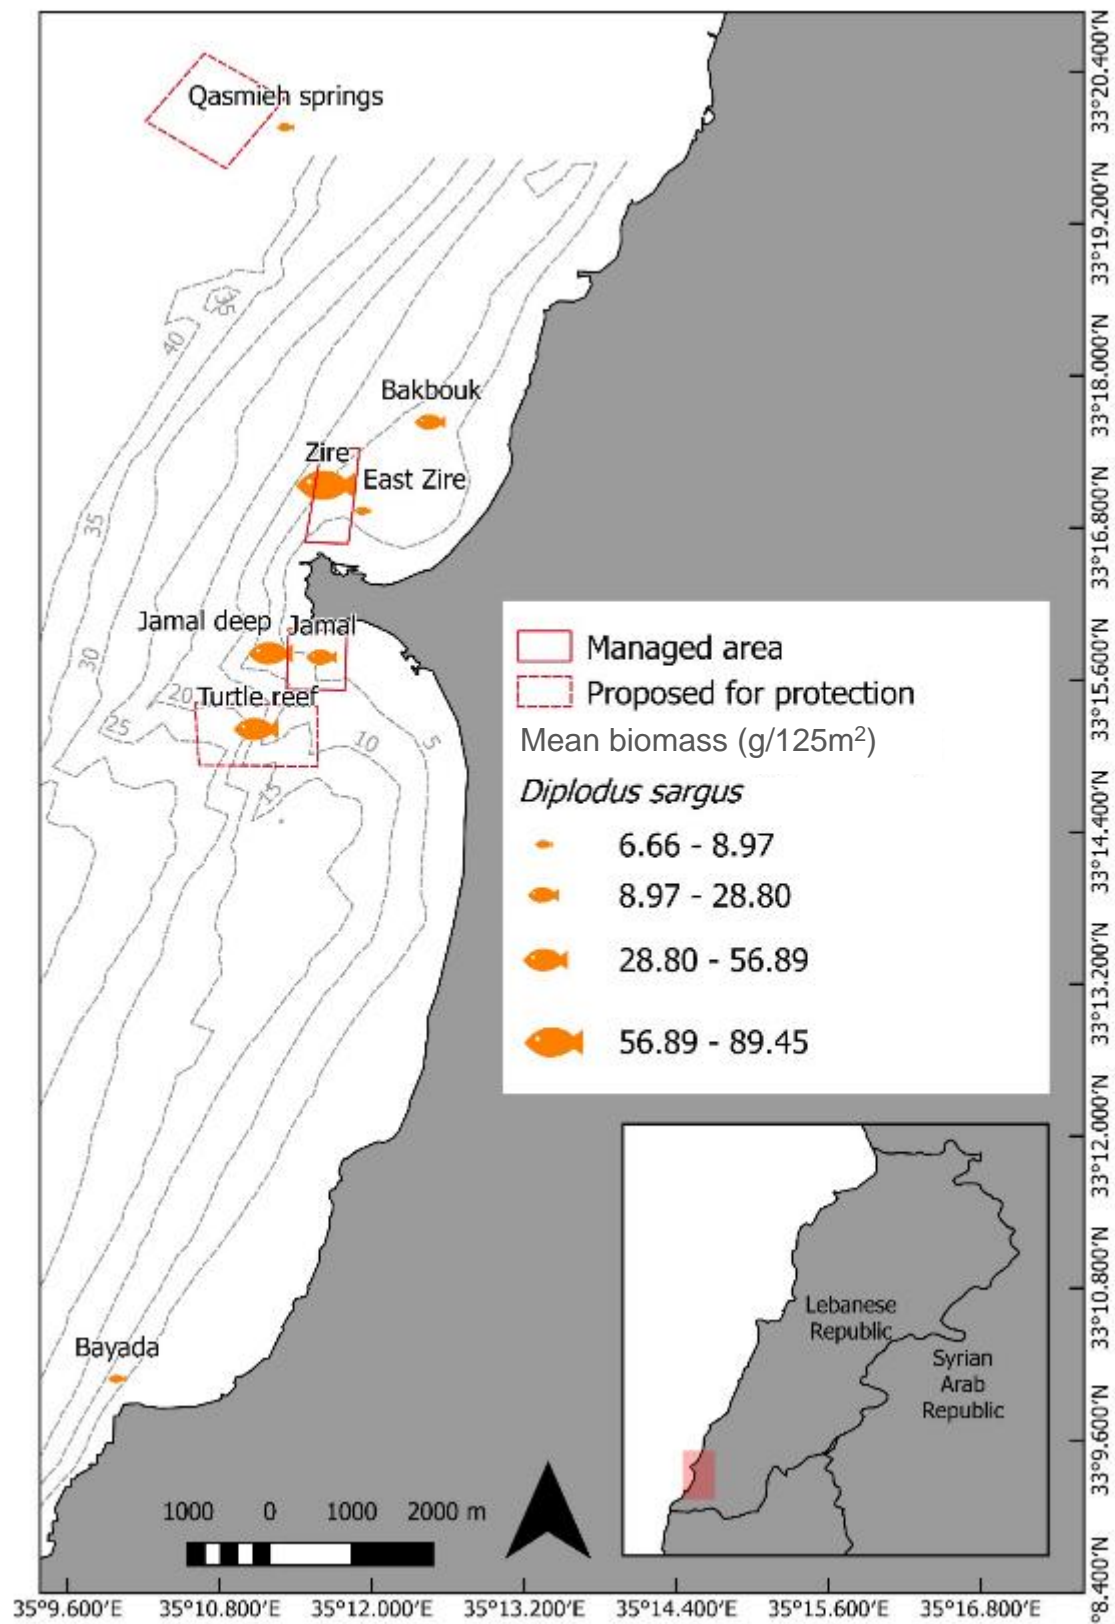 Qasmieh springs
35
40
Bakbouk
Zire
East Zire
35
Jamal deep
Jamal
30
20
Turtle reef
25
10
5
15
Managed area
Proposed for protection
Mean biomass (g/125m²)
Diplodus sargus
6.66 - 8.97
8.97 - 28.80
28.80 - 56.89
56.89 - 89.45
Lebanese
Republic
Syrian
Arab
Republic
Bayada
1000 0 1000 2000 m
33°20.400'N
33°19.200'N
33°18.000'N
33°16.800'N
33°15.600'N
33°14.400'N
33°13.200'N
33°12.000'N
33°10.800'N
33°9.600'N
8.400'N
35°9.600'E 35°10.800'E 35°12.000'E 35°13.200'E 35°14.400'E 35°15.600'E 35°16.800'E